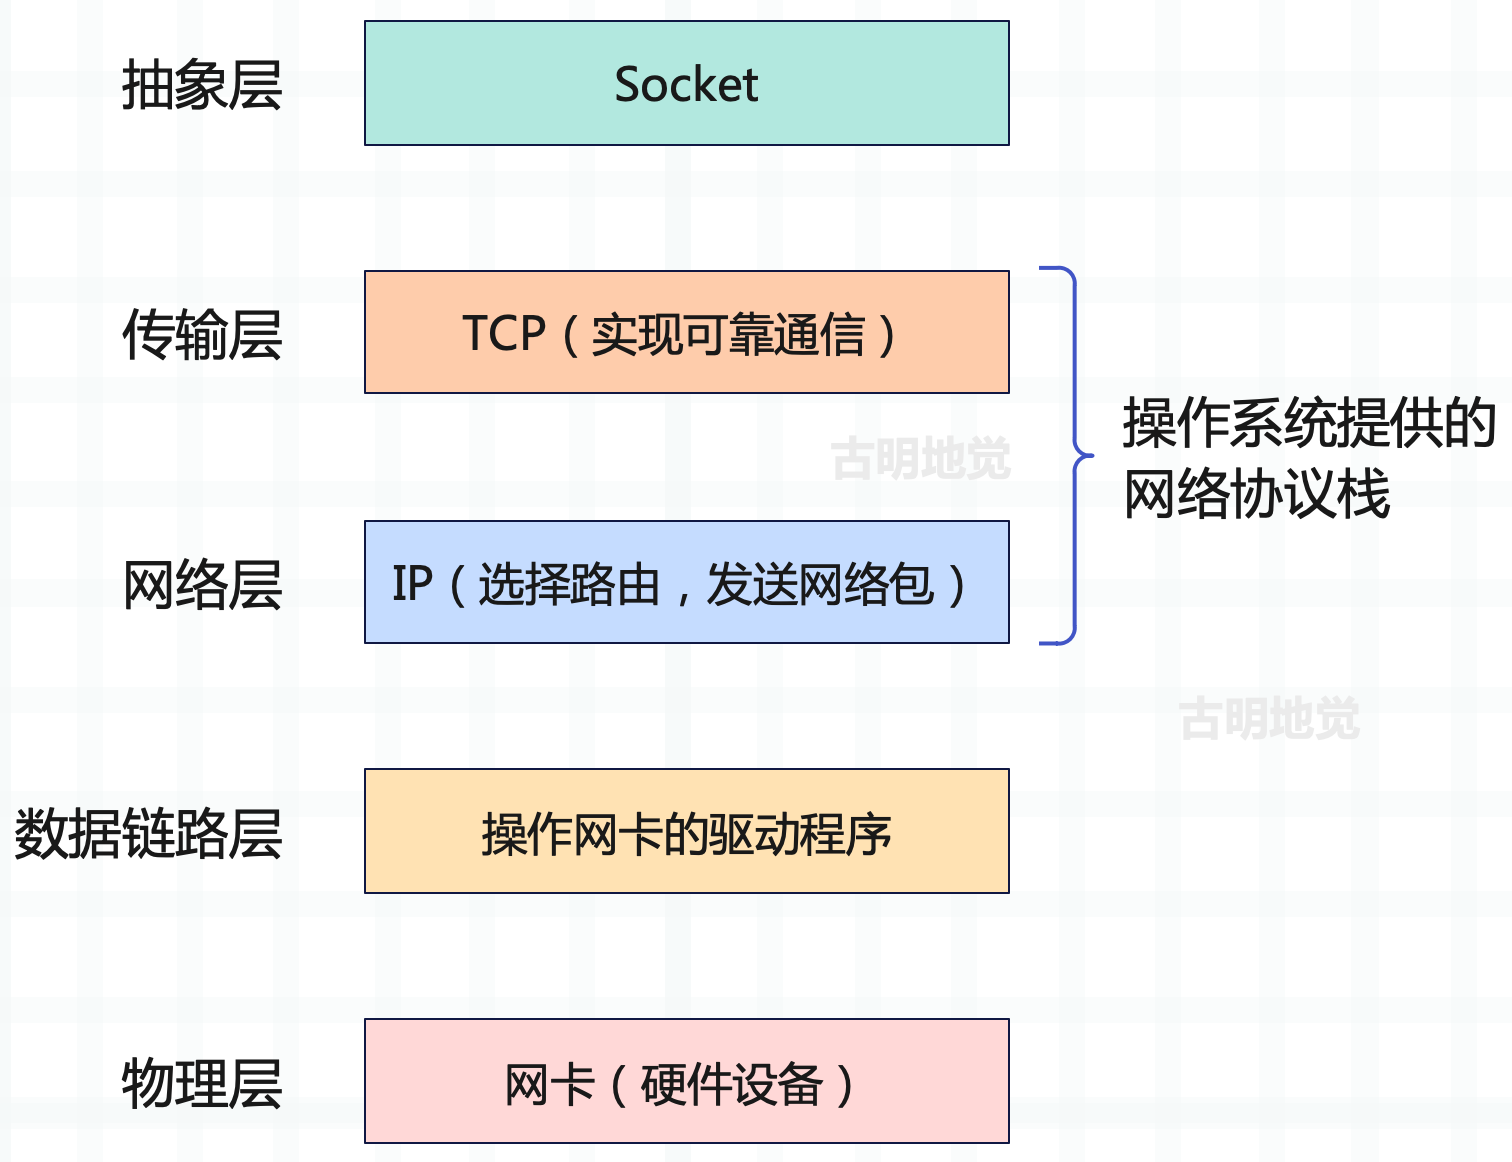 抽象层
Socket
传输层
TCP（实现可靠通信）
操作系统提供的
网络协议栈
古明地觉
网络层
IP（选择路由，发送网络包）
古明地觉
数据链路层
操作网卡的驱动程序
物理层
网卡（硬件设备）